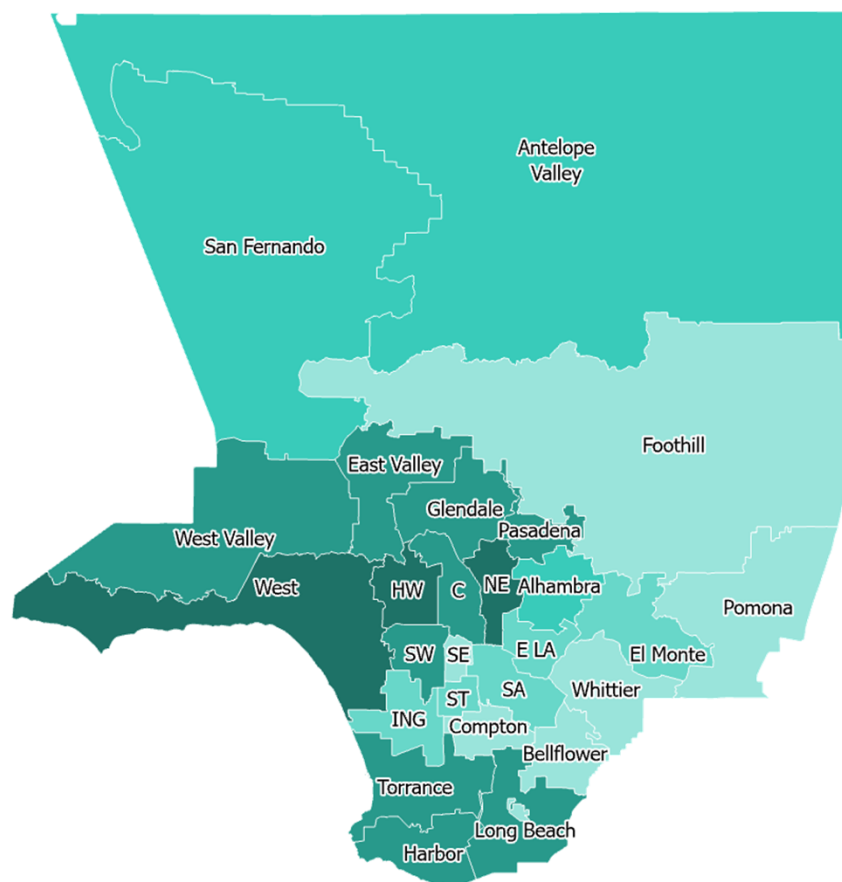 Antelope
Valley
San Fernando
Foothill
East Valley
Glendale
Pasadena
West Valley
West
HW
C
NE
Alhambra
Pomona
SW
SE
E LA
El Monte
SA
Whittier
ST
ING
Compton
Bellflower
Torrance
Long Beach
Harbor